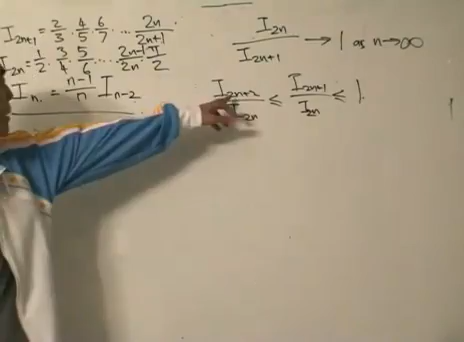 I₂ₙ₊₁ = 2/3 · 4/5 · 6/7 · ... · 2n/2n+1
I₂ₙ = 1/2 · 3/4 · 5/6 · ... · 2n-1/2n · π/2
Iₙ = n-1/n Iₙ₋₂
I₂ₙ/I₂ₙ₊₁ → 1 as n→∞
I₂ₙ₊₂/I₂ₙ ≤ I₂ₙ₊₁/I₂ₙ ≤ 1